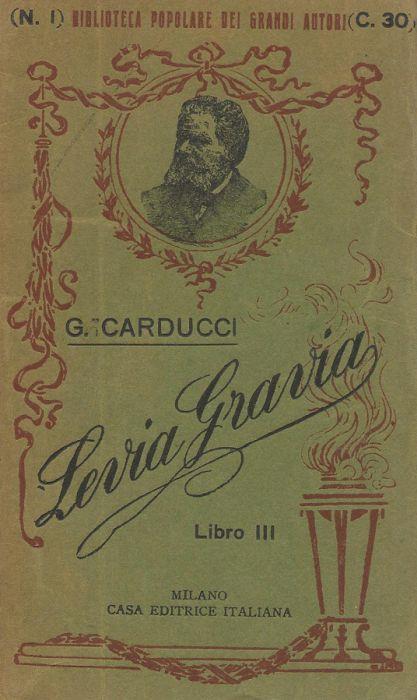 (N. 1) BIBLIOTECA POPOLARE DEI GRANDI AUTORI (C. 30)
G. CARDUCCI
Levia Gravia
Libro III
MILANO
CASA EDITRICE ITALIANA